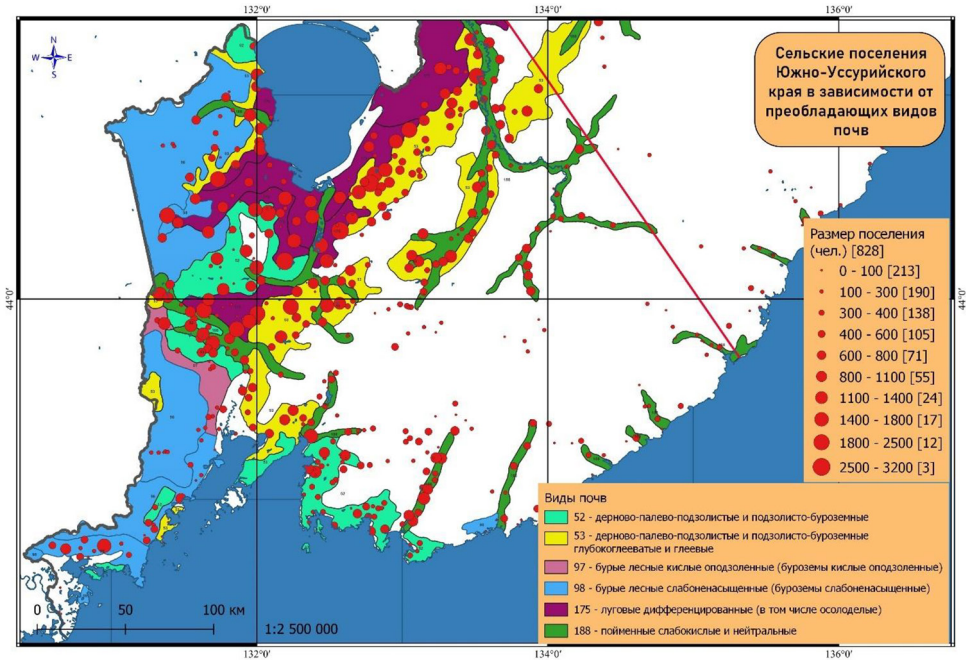 132°0'
134°0'
136°0'
N
W
E
S
Сельские поселения
Южно-Уссурийского
края в зависимости от
преобладающих видов
почв
Размер поселения
(чел.) [828]
0 - 100 [213]
100 - 300 [190]
300 - 400 [138]
400 - 600 [105]
600 - 800 [71]
800 - 1100 [55]
1100 - 1400 [24]
1400 - 1800 [17]
1800 - 2500 [12]
2500 - 3200 [3]
44°0'
44°0'
Виды почв
52 - дерново-палево-подзолистые и подзолисто-буроземные
53 - дерново-палево-подзолистые и подзолисто-буроземные
глубокоглееватые и глеевые
97 - бурые лесные кислые оподзоленные (буроземы кислые оподзоленные)
98 - бурые лесные слабоненасыщенные (буроземы слабоненасыщенные)
175 - луговые дифференцированные (в том числе осолоделые)
188 - пойменные слабокислые и нейтральные
0
50
100 км
1:2 500 000
132°0'
134°0'
136°0'